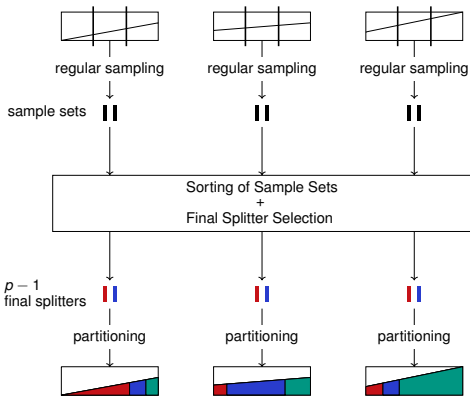 regular sampling regular sampling regular sampling
sample sets
Sorting of Sample Sets
+
Final Splitter Selection
p − 1
final splitters
partitioning partitioning partitioning